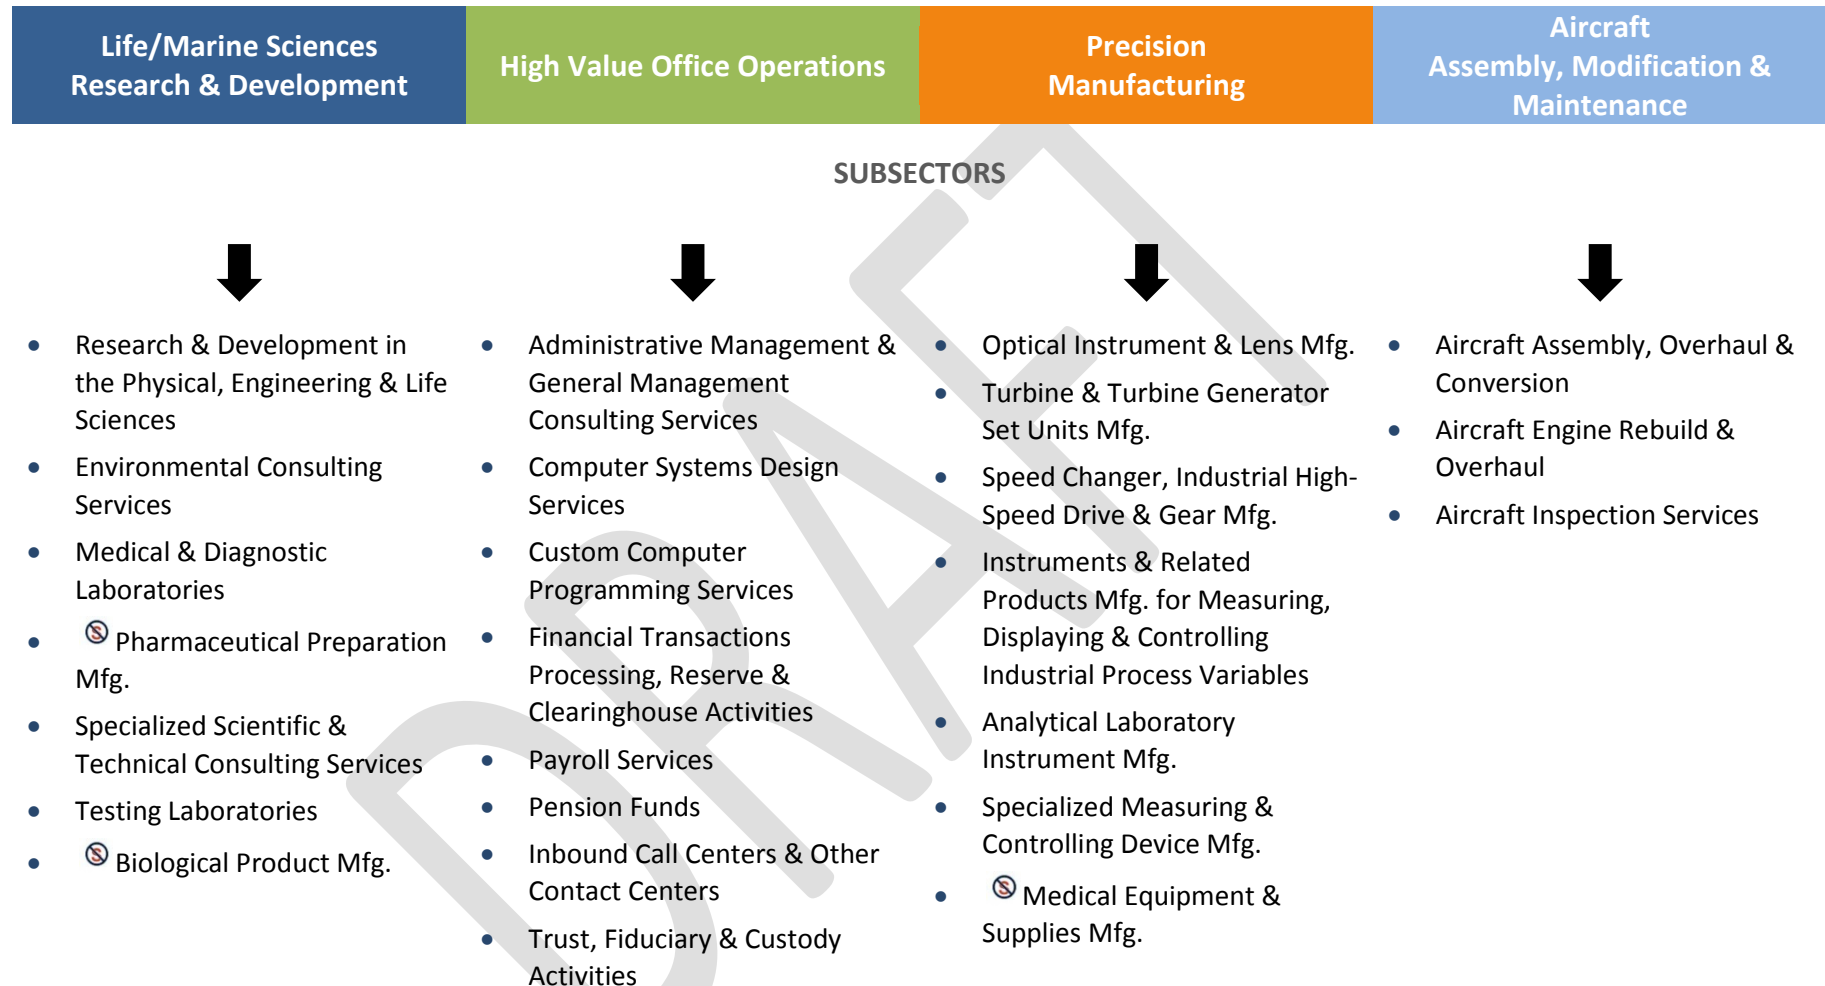 Life/Marine Sciences
Research & Development
High Value Office Operations
Precision
Manufacturing
Aircraft
Assembly, Modification &
Maintenance
SUBSECTORS
Research & Development in
the Physical, Engineering & Life
Sciences
Environmental Consulting
Services
Medical & Diagnostic
Laboratories
Pharmaceutical Preparation
Mfg.
Specialized Scientific &
Technical Consulting Services
Testing Laboratories
Biological Product Mfg.
Administrative Management &
General Management
Consulting Services
Computer Systems Design
Services
Custom Computer
Programming Services
Financial Transactions
Processing, Reserve &
Clearinghouse Activities
Payroll Services
Pension Funds
Inbound Call Centers & Other
Contact Centers
Trust, Fiduciary & Custody
Activities
Optical Instrument & Lens Mfg.
Turbine & Turbine Generator
Set Units Mfg.
Speed Changer, Industrial High-
Speed Drive & Gear Mfg.
Instruments & Related
Products Mfg. for Measuring,
Displaying & Controlling
Industrial Process Variables
Analytical Laboratory
Instrument Mfg.
Specialized Measuring &
Controlling Device Mfg.
Medical Equipment &
Supplies Mfg.
Aircraft Assembly, Overhaul &
Conversion
Aircraft Engine Rebuild &
Overhaul
Aircraft Inspection Services
DRAFT